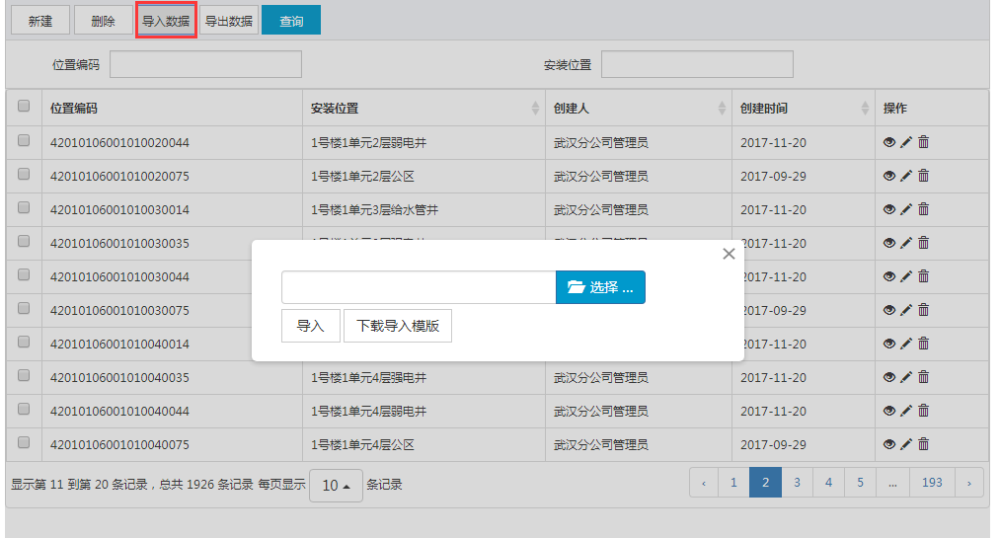 新建 删除 导入数据 导出数据 查询
位置编码 安装位置
位置编码 安装位置 创建人 创建时间 操作
42010106001010020044 1号楼1单元2层弱电井 武汉分公司管理员 2017-11-20
42010106001010020075 1号楼1单元2层公区 武汉分公司管理员 2017-09-29
42010106001010030014 1号楼1单元3层给水管井 武汉分公司管理员 2017-11-20
42010106001010030035 2017-11-20
42010106001010030044 2017-11-20
选择 ...
42010106001010030075 2017-09-29
导入 下载导入模版
42010106001010040014 2017-11-20
42010106001010040035 1号楼1单元4层强电井 武汉分公司管理员 2017-11-20
42010106001010040044 1号楼1单元4层弱电井 武汉分公司管理员 2017-11-20
42010106001010040075 1号楼1单元4层公区 武汉分公司管理员 2017-09-29
显示第 11 到第 20 条记录，总共 1926 条记录 每页显示 10 条记录 ‹ 1 2 3 4 5 ... 193 ›